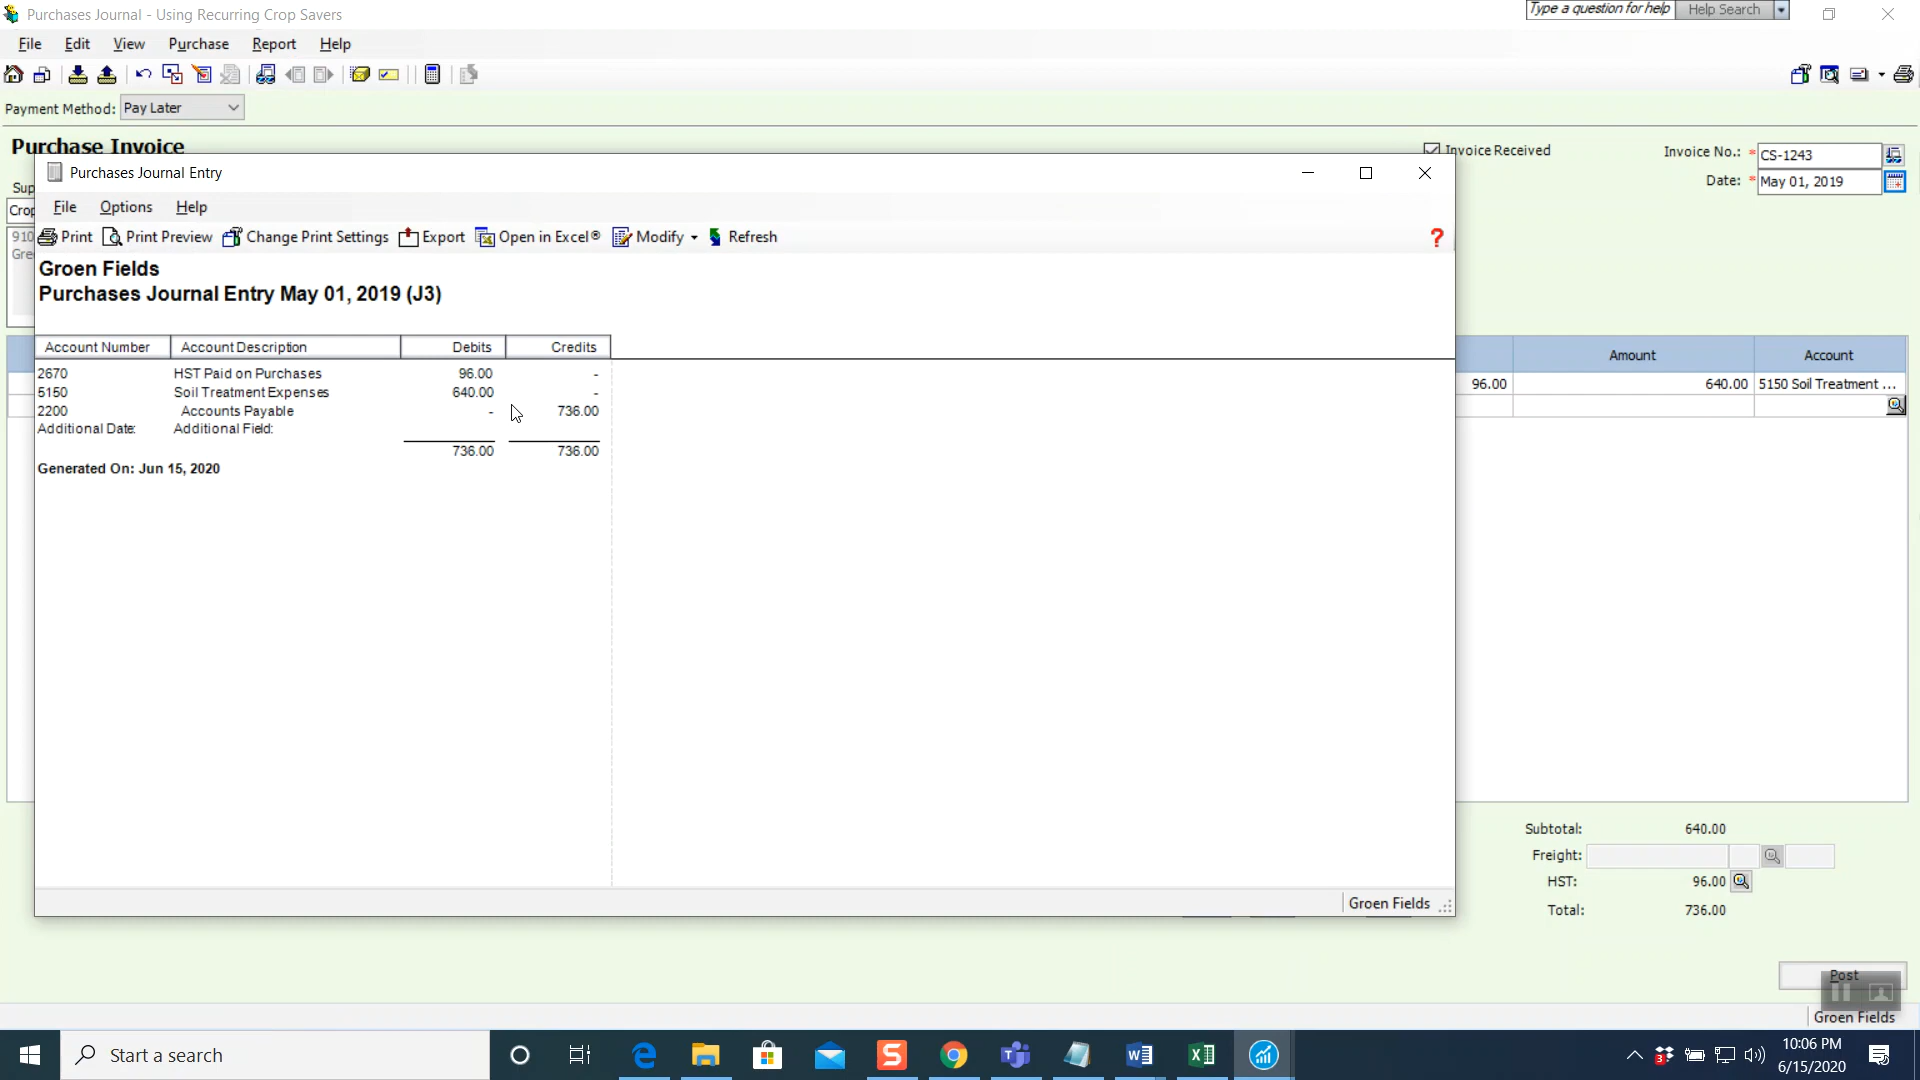 Purchases Journal - Using Recurring Crop Savers
Type a question for help
Help Search
File Edit View Purchase Report Help
Payment Method: Pay Later
Purchase Invoice
Invoice Received
Invoice No.: * CS-1243
Date: * May 01, 2019
Sup
Crop
910
Gre
Purchases Journal Entry
File Options Help
Print Print Preview Change Print Settings Export Open in Excel® Modify Refresh ?
Groen Fields
Purchases Journal Entry May 01, 2019 (J3)
Account Number Account Description Debits Credits
2670 HST Paid on Purchases 96.00 -
5150 Soil Treatment Expenses 640.00 -
2200 Accounts Payable - 736.00
Additional Date: Additional Field:
736.00 736.00
Generated On: Jun 15, 2020
Groen Fields
Amount Account
96.00 640.00 5150 Soil Treatment ...
Subtotal: 640.00
Freight:
HST: 96.00
Total: 736.00
Post
Groen Fields
Start a search
10:06 PM
6/15/2020